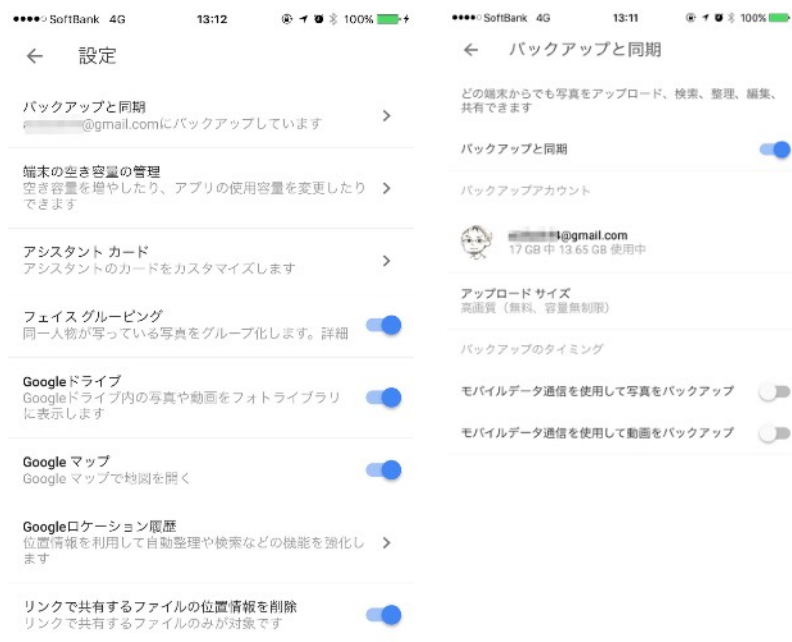 SoftBank 4G 13:12 100%
設定
バックアップと同期
@gmail.comにバックアップしています
端末の空き容量の管理
空き容量を増やしたり、アプリの使用容量を変更したり
できます
アシスタント カード
アシスタントのカードをカスタマイズします
フェイス グルーピング
同一人物が写っている写真をグループ化します。詳細
Googleドライブ
Googleドライブ内の写真や動画をフォトライブラリ
に表示します
Google マップ
Google マップで地図を開く
Googleロケーション履歴
位置情報を利用して自動整理や検索などの機能を強化し
ます
リンクで共有するファイルの位置情報を削除
リンクで共有するファイルのみが対象です
SoftBank 4G 13:11 100%
バックアップと同期
どの端末からでも写真をアップロード、検索、整理、編集、
共有できます
バックアップと同期
バックアップアカウント
@gmail.com
17 GB 中 13.65 GB 使用中
アップロード サイズ
高画質（無料、容量無制限）
バックアップのタイミング
モバイルデータ通信を使用して写真をバックアップ
モバイルデータ通信を使用して動画をバックアップ